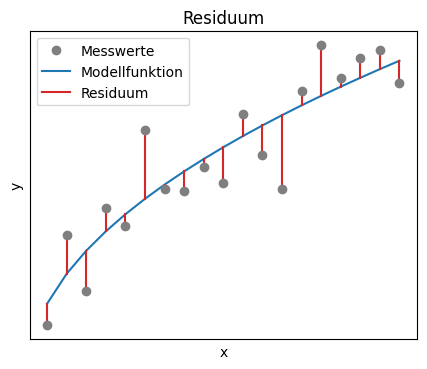 Residuum
Messwerte
Modellfunktion
Residuum
y
x